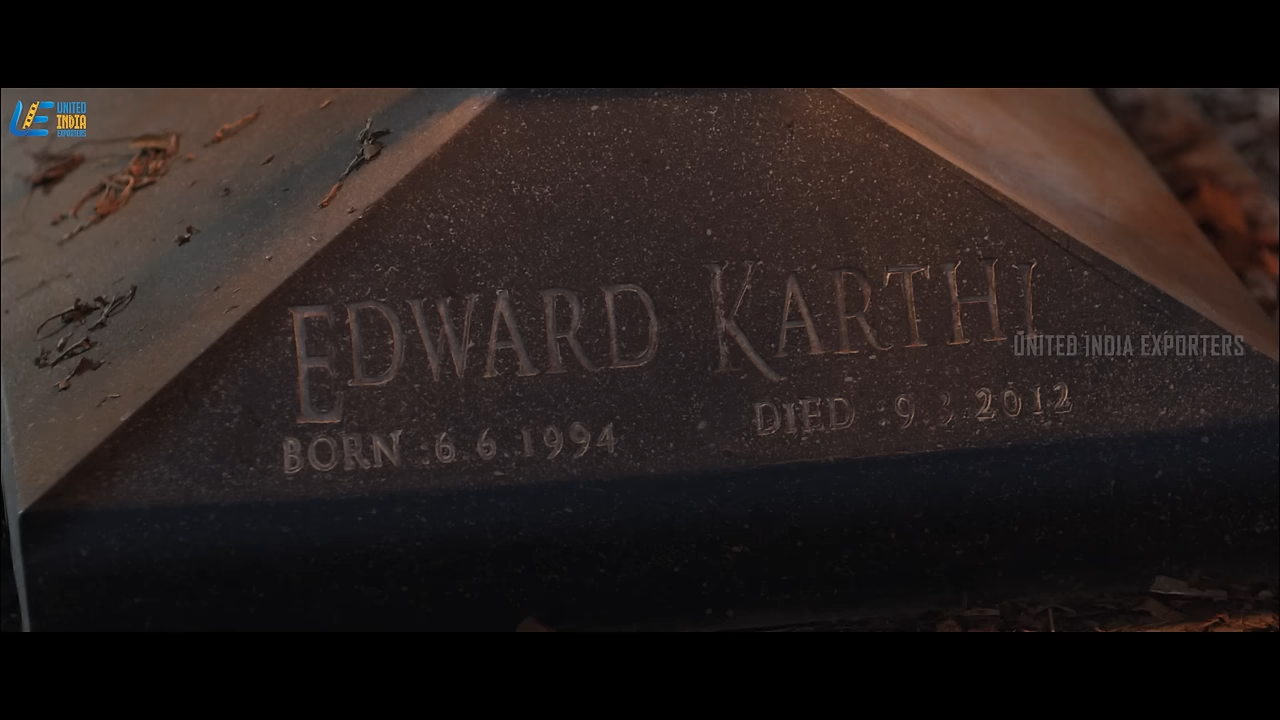 UNITED
INDIA
EXPORTERS
EDWARD KARTHI
UNITED INDIA EXPORTERS
BORN :6 6 1994 DIED :9 3 2012